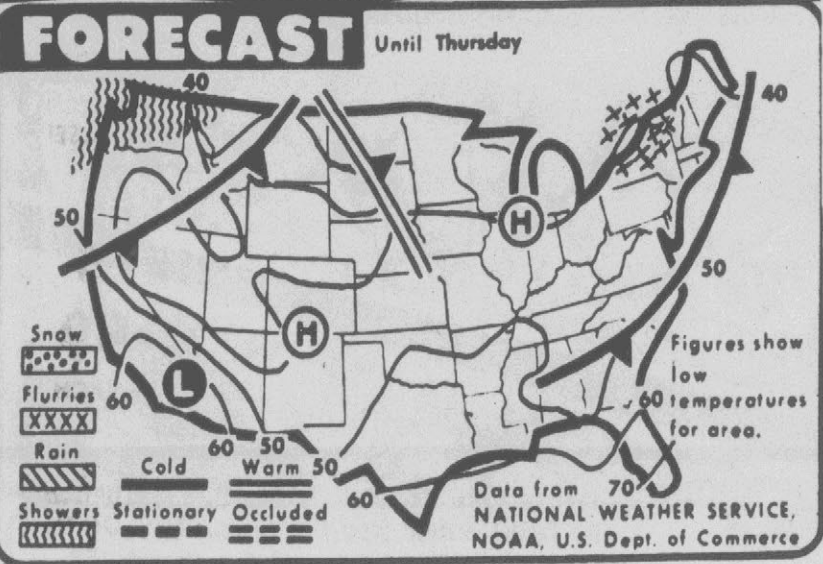 FORECAST
Until Thursday
40
40
50
H
50
H
Snow
Figures show
L
low
Flurries
60
60 temperatures
XXXX
for area.
60 50
Rain
Cold
Warm 50
60
Data from 70
Showers
Stationary Occluded
NATIONAL WEATHER SERVICE,
NOAA, U.S. Dept. of Commerce